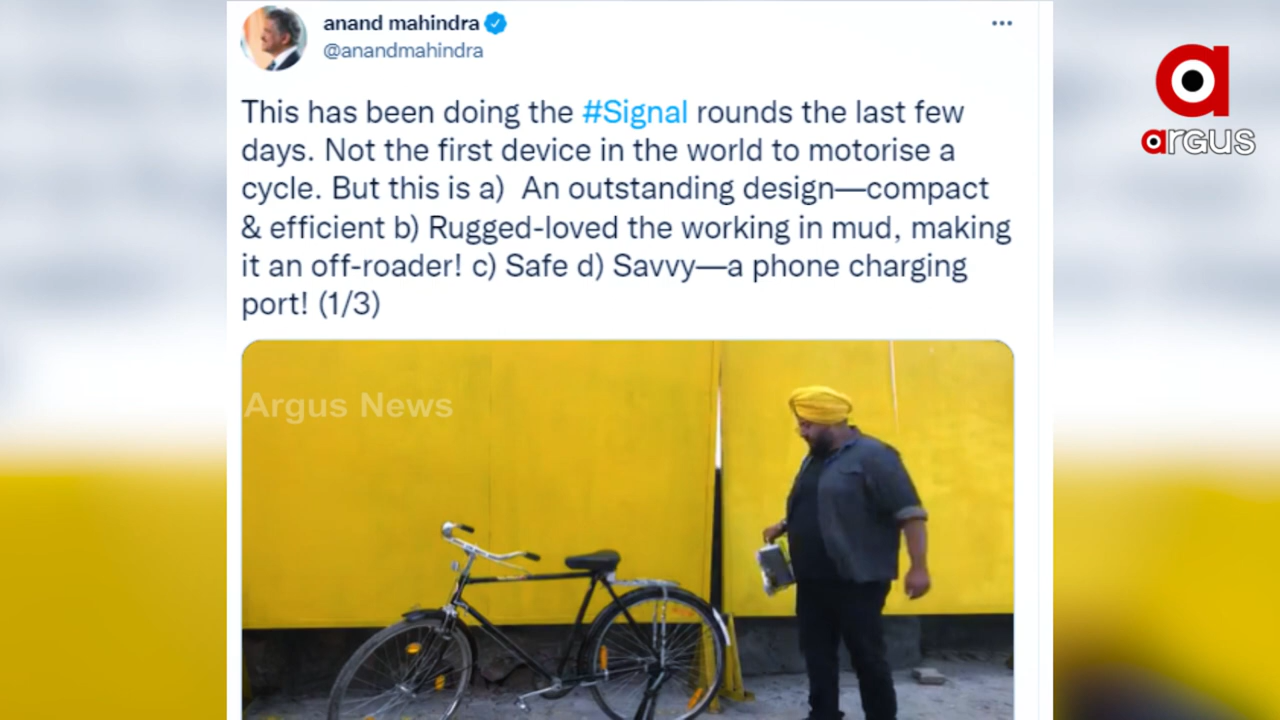 anand mahindra
@anandmahindra
This has been doing the #Signal rounds the last few
days. Not the first device in the world to motorise a
cycle. But this is a) An outstanding design—compact
& efficient b) Rugged-loved the working in mud, making
it an off-roader! c) Safe d) Savvy—a phone charging
port! (1/3)
Argus News
argus